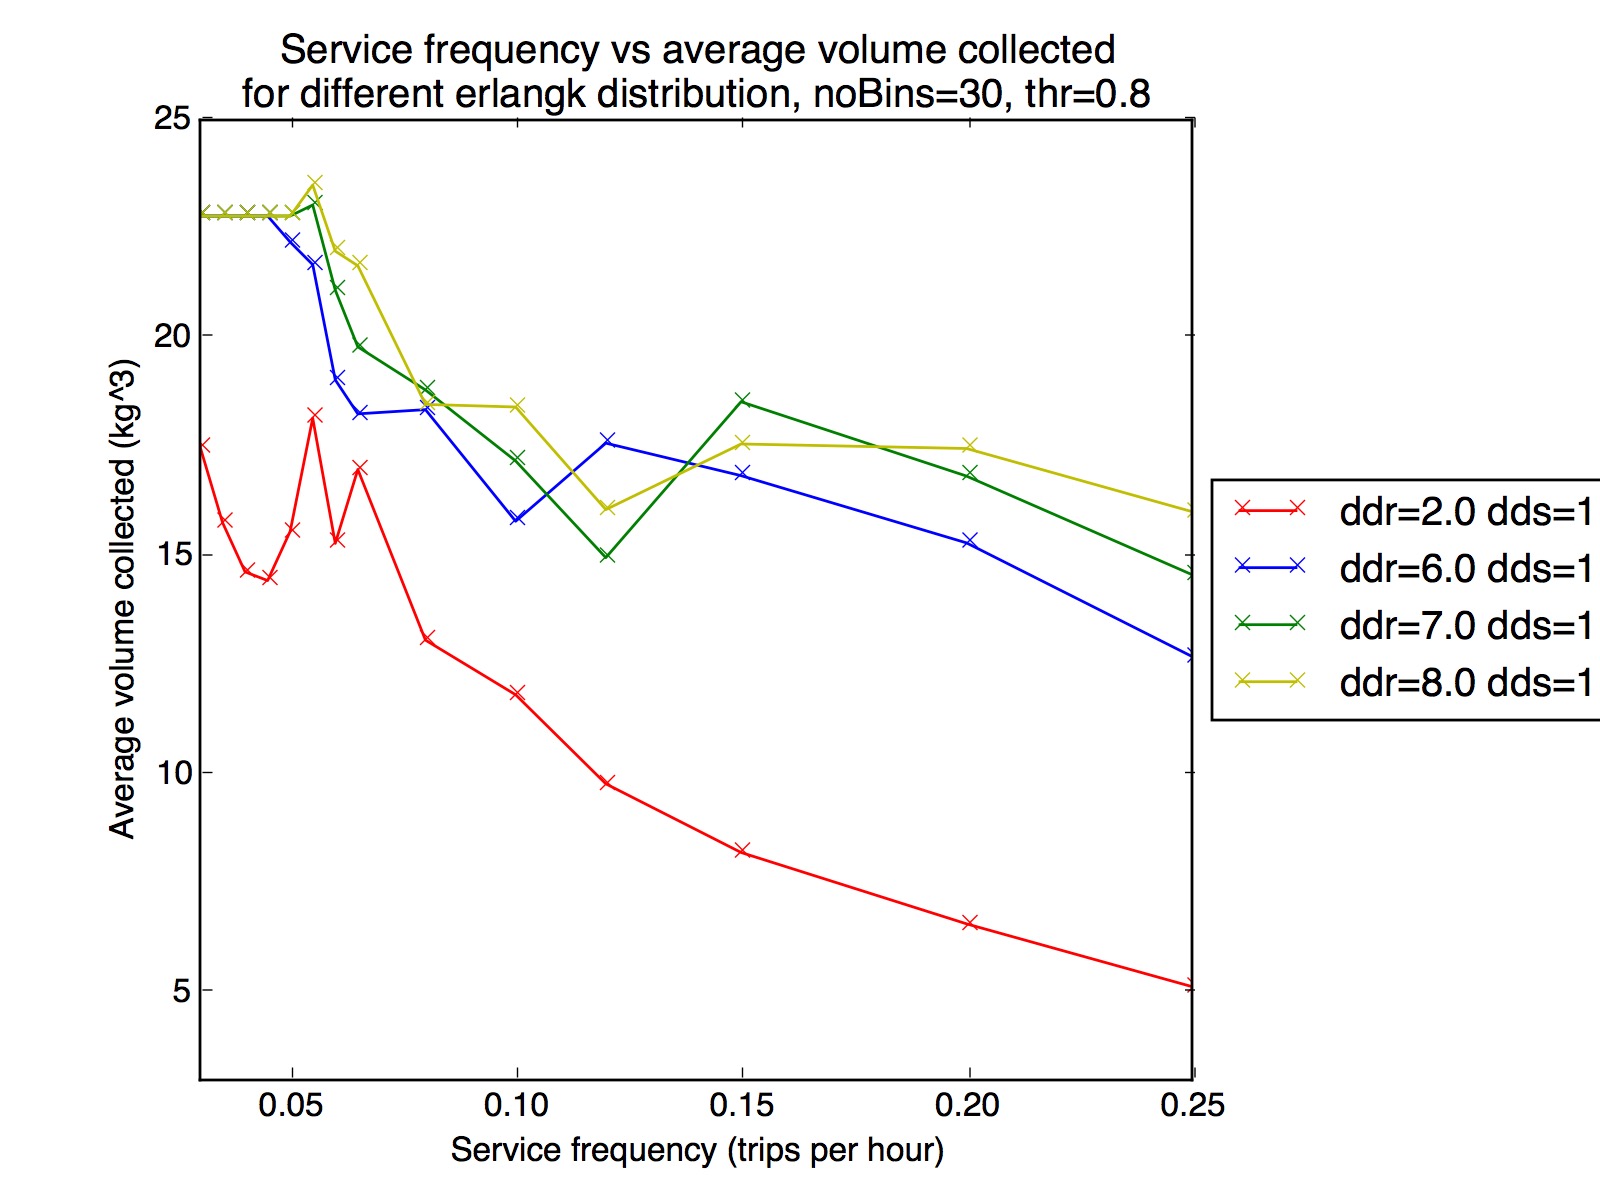 Service frequency vs average volume collected
for different erlangk distribution, noBins=30, thr=0.8
25
20
15
10
5
Average volume collected (kg^3)
0.05 0.10 0.15 0.20 0.25
Service frequency (trips per hour)
ddr=2.0 dds=1
ddr=6.0 dds=1
ddr=7.0 dds=1
ddr=8.0 dds=1